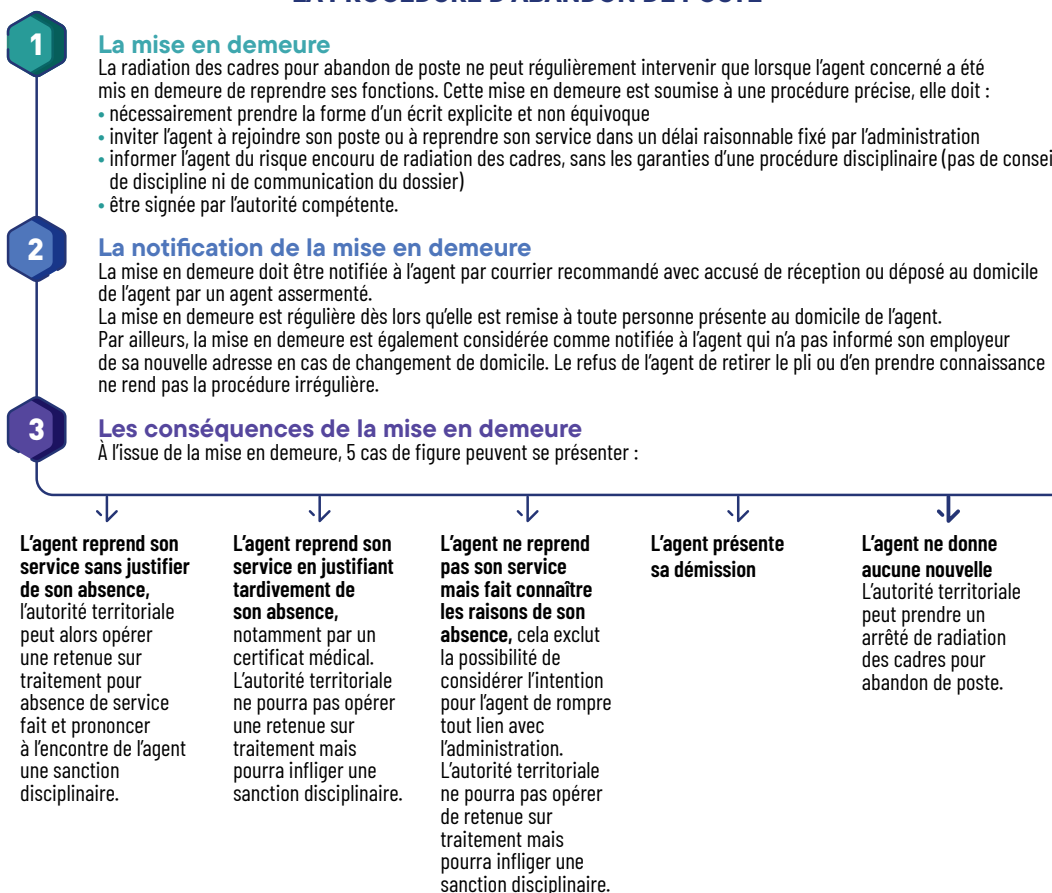 LA PROCÉDURE D'ABANDON DE POSTE
1
La mise en demeure
La radiation des cadres pour abandon de poste ne peut régulièrement intervenir que lorsque l'agent concerné a été
mis en demeure de reprendre ses fonctions. Cette mise en demeure est soumise à une procédure précise, elle doit :
• nécessairement prendre la forme d'un écrit explicite et non équivoque
• inviter l'agent à rejoindre son poste ou à reprendre son service dans un délai raisonnable fixé par l'administration
• informer l'agent du risque encouru de radiation des cadres, sans les garanties d'une procédure disciplinaire (pas de consei
de discipline ni de communication du dossier)
• être signée par l'autorité compétente.
2
La notification de la mise en demeure
La mise en demeure doit être notifiée à l'agent par courrier recommandé avec accusé de réception ou déposé au domicile
de l'agent par un agent assermenté.
La mise en demeure est régulière dès lors qu'elle est remise à toute personne présente au domicile de l'agent.
Par ailleurs, la mise en demeure est également considérée comme notifiée à l'agent qui n'a pas informé son employeur
de sa nouvelle adresse en cas de changement de domicile. Le refus de l'agent de retirer le pli ou d'en prendre connaissance
ne rend pas la procédure irrégulière.
3
Les conséquences de la mise en demeure
À l'issue de la mise en demeure, 5 cas de figure peuvent se présenter :
L'agent reprend son
service sans justifier
de son absence,
l'autorité territoriale
peut alors opérer
une retenue sur
traitement pour
absence de service
fait et prononcer
à l'encontre de l'agent
une sanction
disciplinaire.
L'agent reprend son
service en justifiant
tardivement de
son absence,
notamment par un
certificat médical.
L'autorité territoriale
ne pourra pas opérer
une retenue sur
traitement mais
pourra infliger une
sanction disciplinaire.
L'agent ne reprend
pas son service
mais fait connaître
les raisons de son
absence, cela exclut
la possibilité de
considérer l'intention
pour l'agent de rompre
tout lien avec
l'administration.
L'autorité territoriale
ne pourra pas opérer
de retenue sur
traitement mais
pourra infliger une
sanction disciplinaire.
L'agent présente
sa démission
L'agent ne donne
aucune nouvelle
L'autorité territoriale
peut prendre un
arrêté de radiation
des cadres pour
abandon de poste.